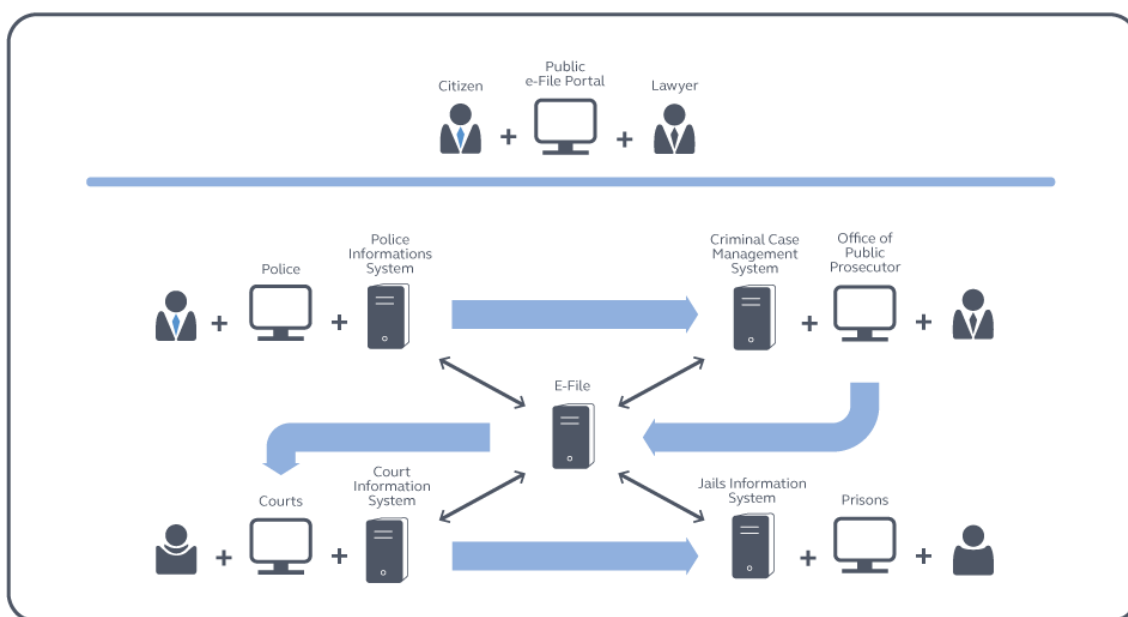 Citizen
Public
e-File Portal
Lawyer
Police
Police
Informations
System
Criminal Case
Management
System
Office of
Public
Prosecutor
E-File
Courts
Court
Information
System
Jails Information
System
Prisons